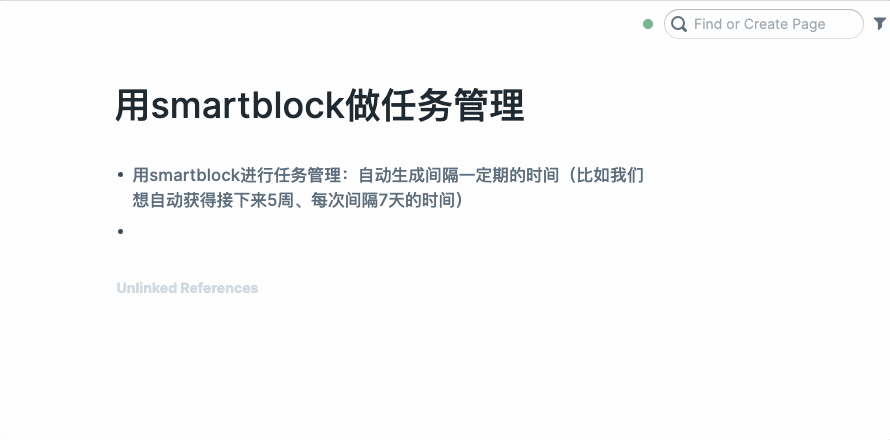 Find or Create Page
用smartblock做任务管理
用smartblock进行任务管理：自动生成间隔一定期的时间（比如我们
想自动获得接下来5周、每次间隔7天的时间）
Unlinked References